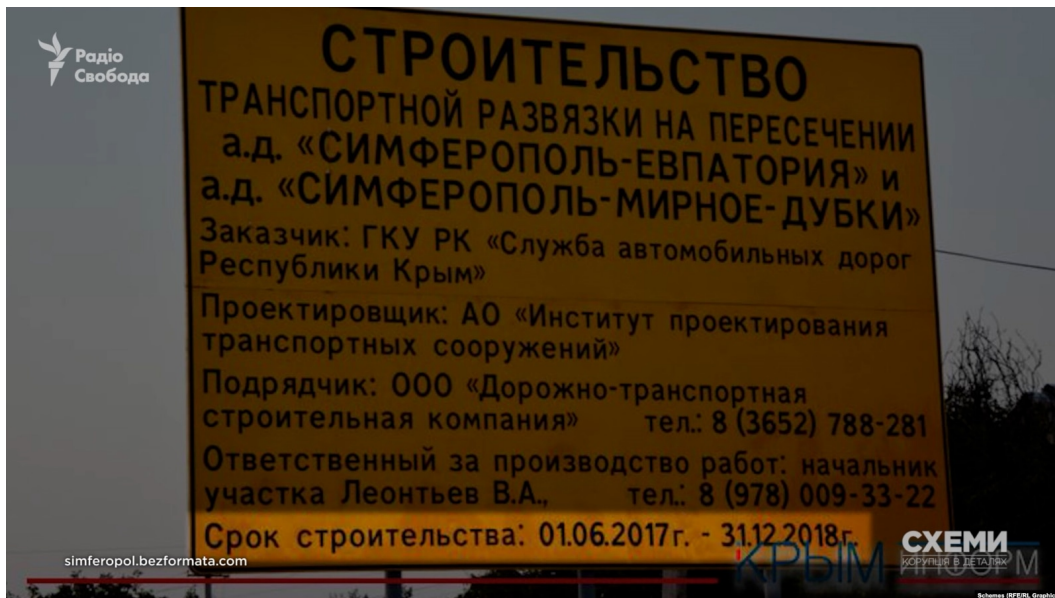 Радіо
Свобода
СТРОИТЕЛЬСТВО
ТРАНСПОРТНОЙ РАЗВЯЗКИ НА ПЕРЕСЕЧЕНИИ
а.д. «СИМФЕРОПОЛЬ-ЕВПАТОРИЯ» и
а.д. «СИМФЕРОПОЛЬ-МИРНОЕ-ДУБКИ»
Заказчик: ГКУ РК «Служба автомобильных дорог
Республики Крым»
Проектировщик: АО «Институт проектирования
транспортных сооружений»
Подрядчик: ООО «Дорожно-транспортная
строительная компания» тел.: 8 (3652) 788-281
Ответственный за производство работ: начальник
участка Леонтьев В.А., тел.: 8 (978) 009-33-22
Срок строительства: 01.06.2017г. - 31.12.2018г.
simferopol.bezformata.com
КРЫМ ИНФОРМ
СХЕМИ
КОРУПЦІЯ В ДЕТАЛЯХ
Schemes (RFE/RL Graphic